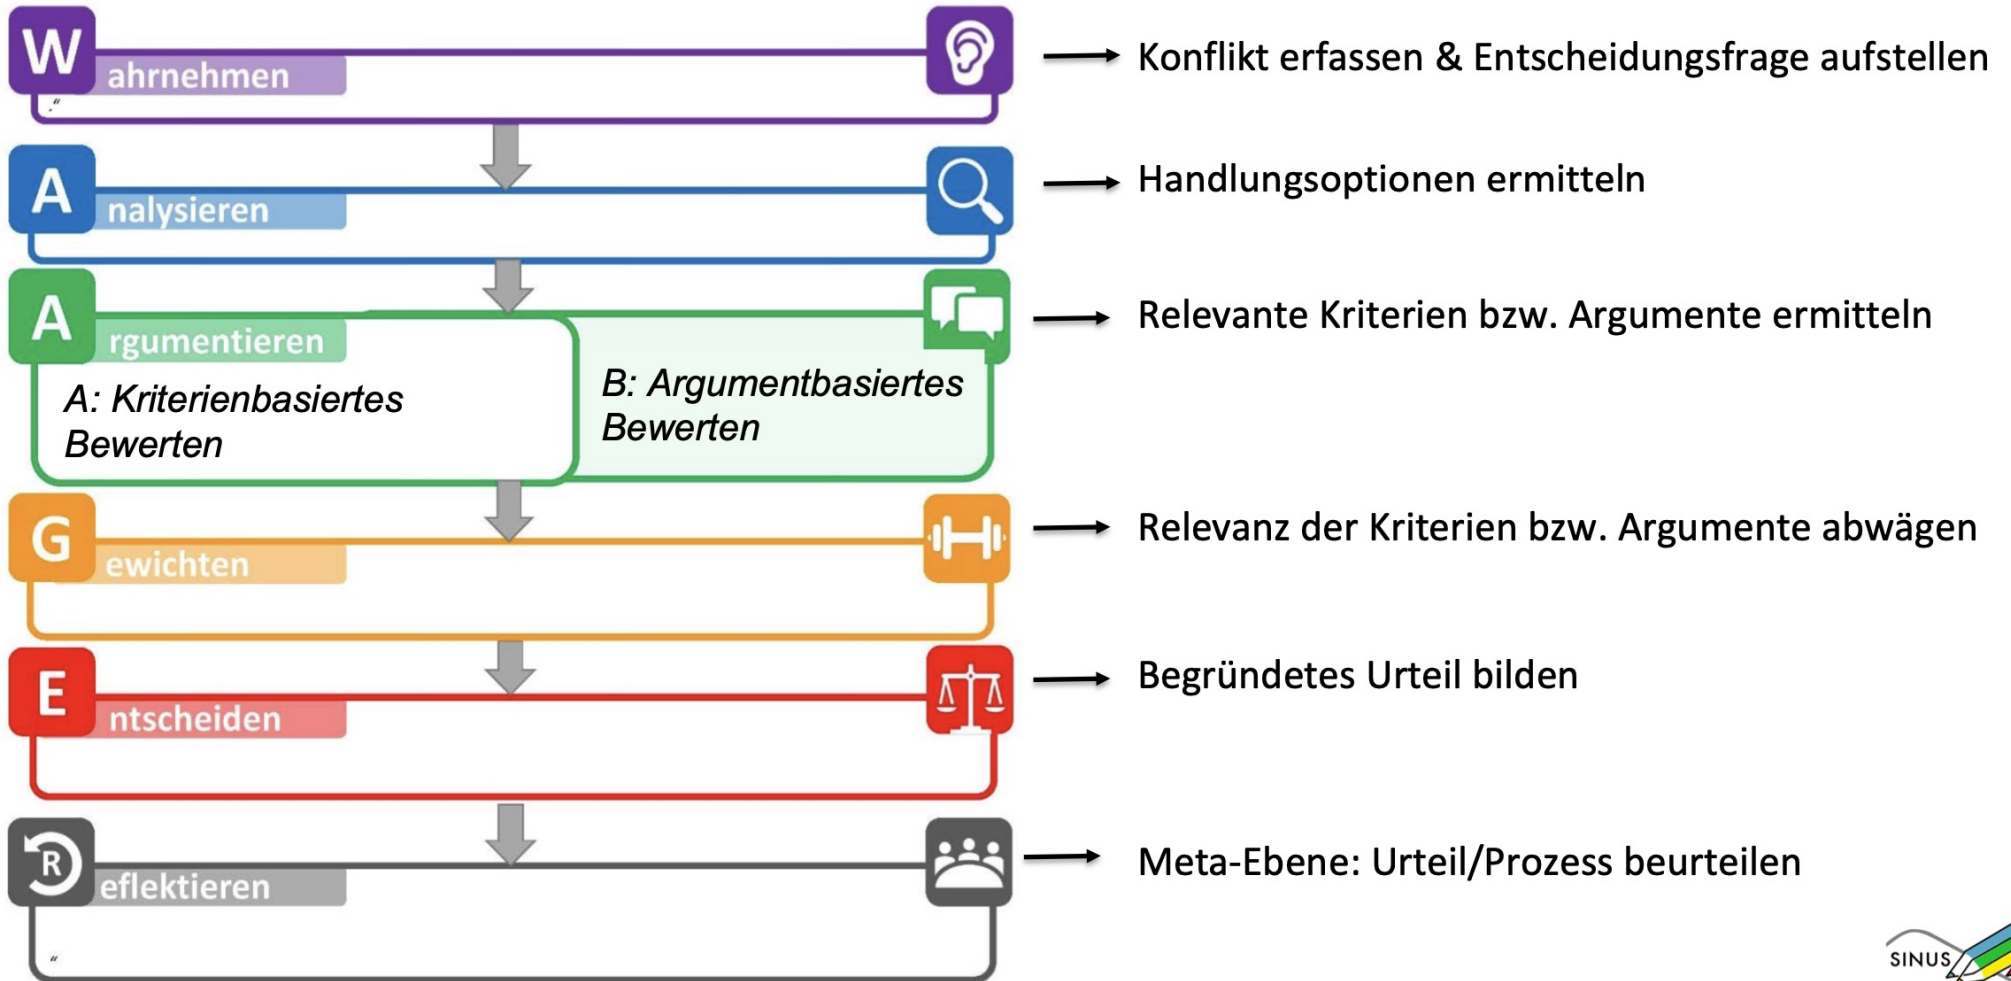 W
ahrnehmen
.“
Konflikt erfassen & Entscheidungsfrage aufstellen
A
nalysieren
Handlungsoptionen ermitteln
A
rgumentieren
Relevante Kriterien bzw. Argumente ermitteln
A: Kriterienbasiertes
Bewerten
B: Argumentbasiertes
Bewerten
G
ewichten
Relevanz der Kriterien bzw. Argumente abwägen
E
ntscheiden
Begründetes Urteil bilden
R
eflektieren
Meta-Ebene: Urteil/Prozess beurteilen
“
SINUS